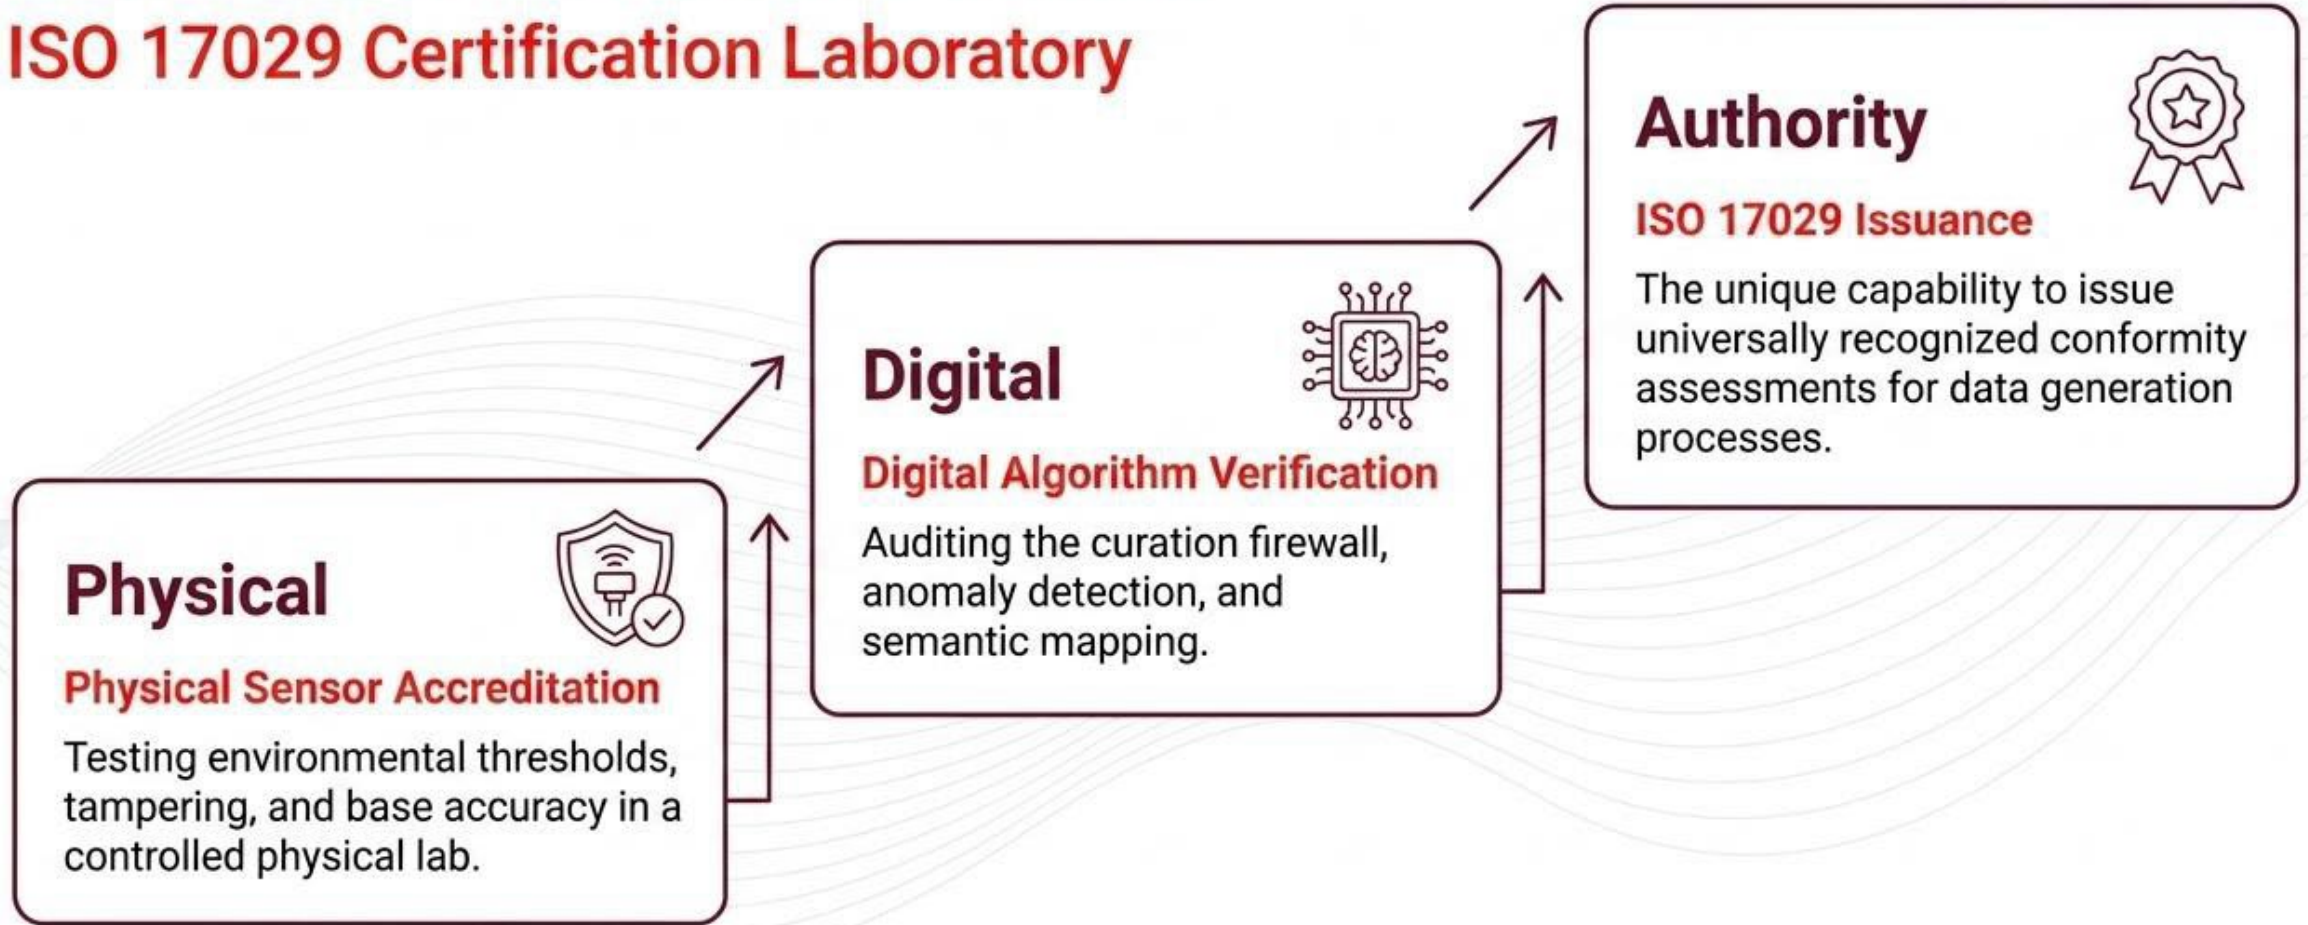 ISO 17029 Certification Laboratory
Physical
Physical Sensor Accreditation
Testing environmental thresholds,
tampering, and base accuracy in a
controlled physical lab.
Digital
Digital Algorithm Verification
Auditing the curation firewall,
anomaly detection, and
semantic mapping.
Authority
ISO 17029 Issuance
The unique capability to issue
universally recognized conformity
assessments for data generation
processes.